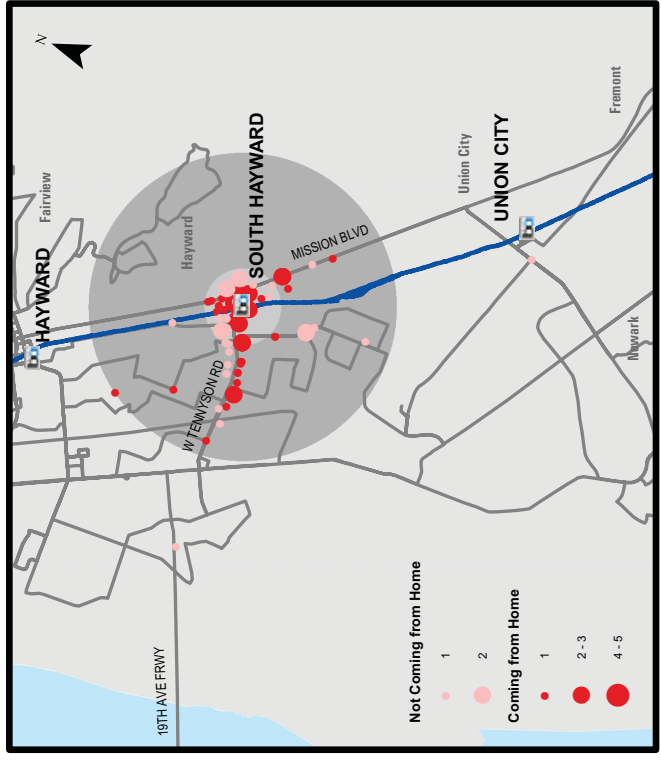 N
Fairview
HAYWARD
Hayward
SOUTH HAYWARD
MISSION BLVD
W TENNYSON RD
Union City
UNION CITY
Fremont
Newark
19TH AVE FRWY
Not Coming from Home
1
2
Coming from Home
1
2 - 3
4 - 5